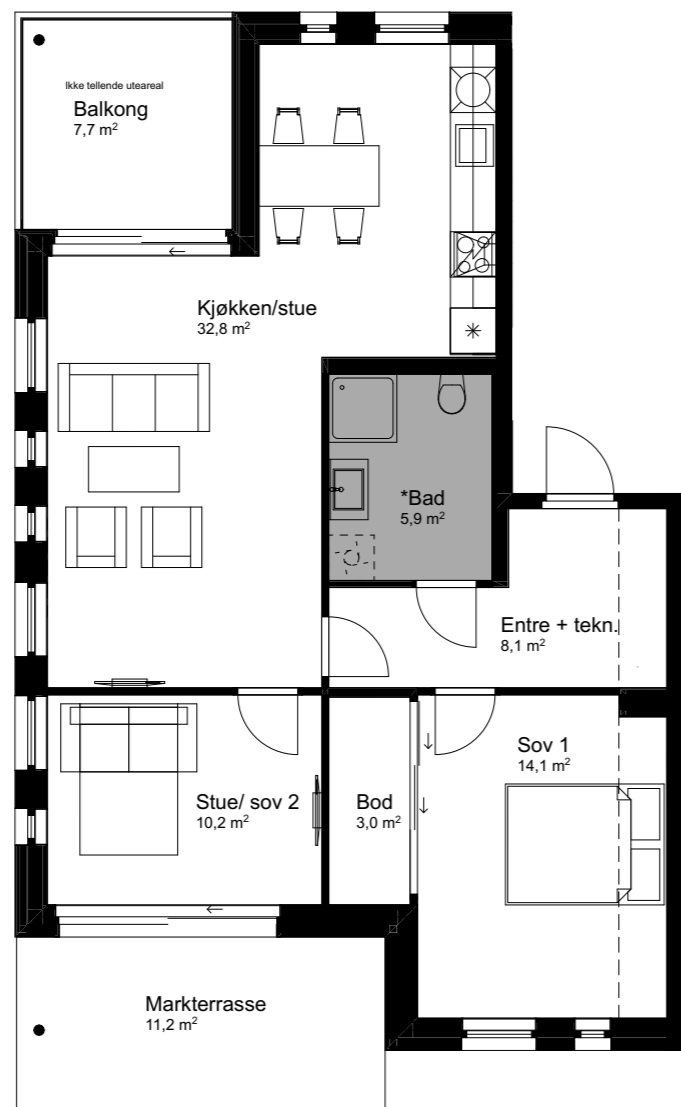 Ikke tellende uteareal
Balkong
7,7 m²
Kjøkken/stue
32,8 m²
*Bad
5,9 m²
Entre + tekn.
8,1 m²
Sov 1
14,1 m²
Stue/ sov 2
10,2 m²
Bod
3,0 m²
Markterrasse
11,2 m²